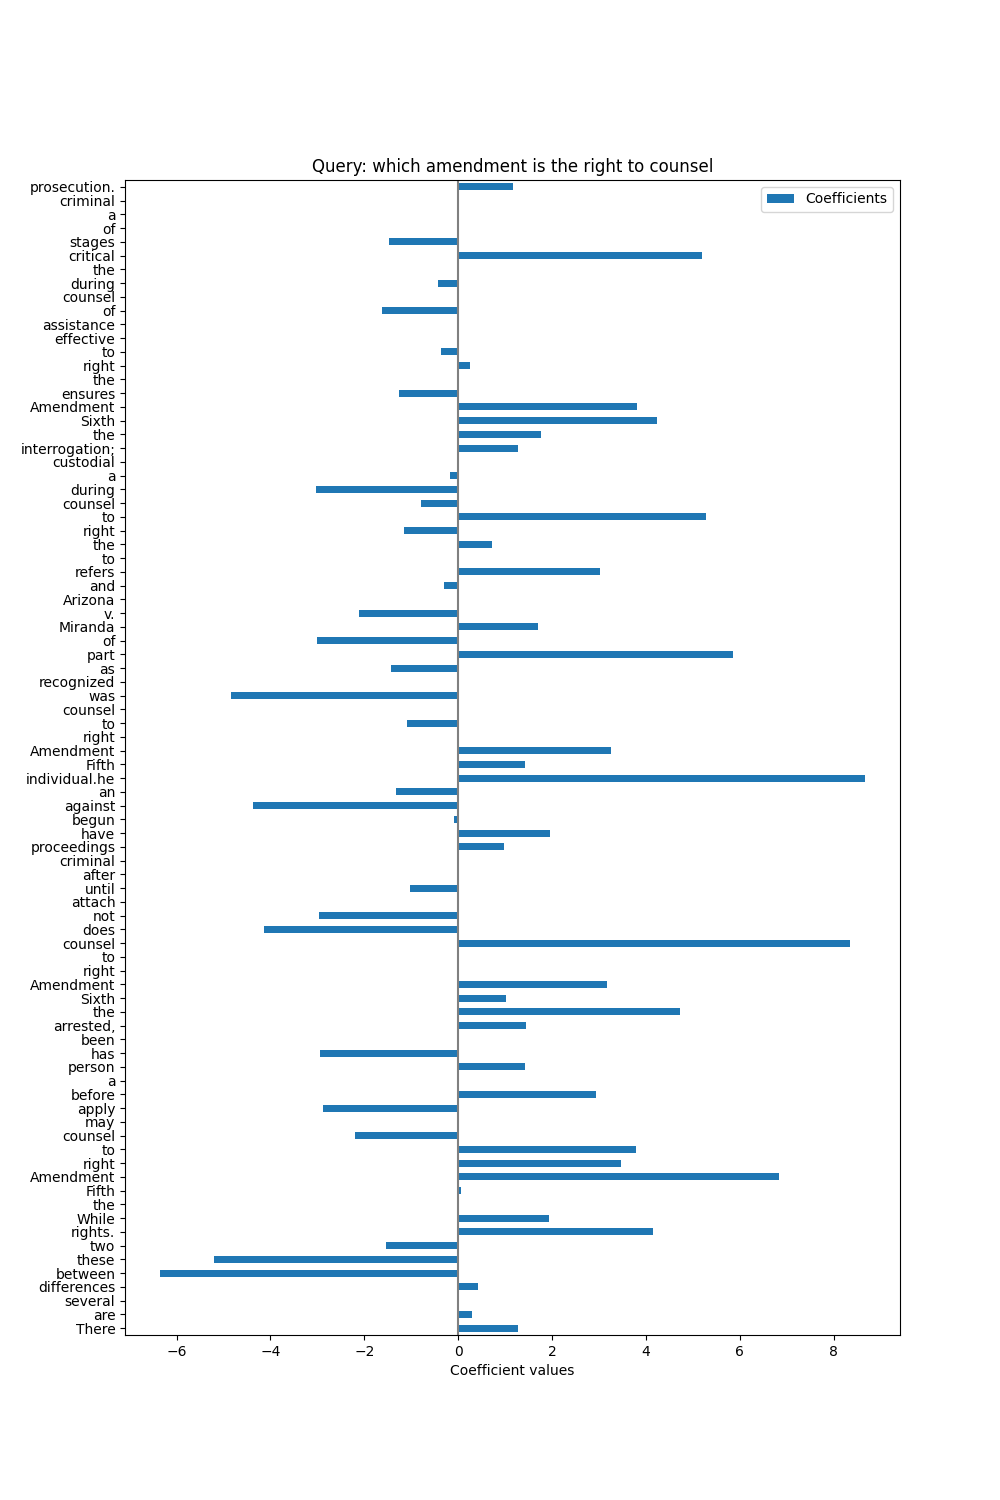 Query: which amendment is the right to counsel
Coefficients
prosecution.
criminal
a
of
stages
critical
the
during
counsel
of
assistance
effective
to
right
the
ensures
Amendment
Sixth
the
interrogation;
custodial
a
during
counsel
to
right
the
to
refers
and
Arizona
v.
Miranda
of
part
as
recognized
was
counsel
to
right
Amendment
Fifth
individual.he
an
against
begun
have
proceedings
criminal
after
until
attach
not
does
counsel
to
right
Amendment
Sixth
the
arrested,
been
has
person
a
before
apply
may
counsel
to
right
Amendment
Fifth
the
While
rights.
two
these
between
differences
several
are
There
−6 −4 −2 0 2 4 6 8
Coefficient values